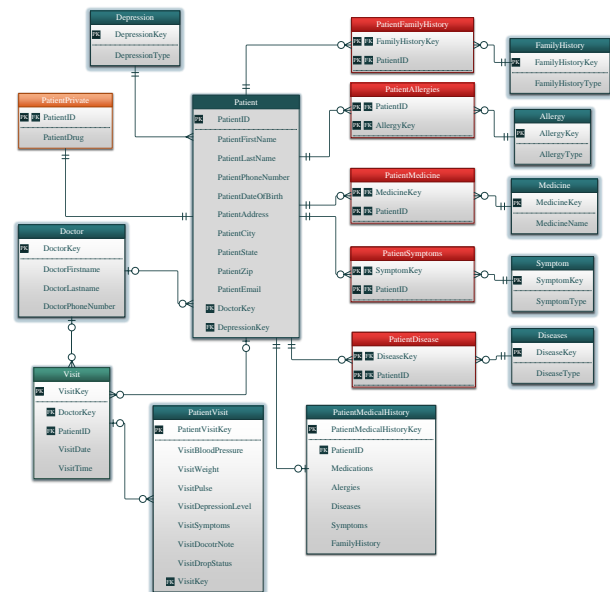 Depression
PK DepressionKey
DepressionType
PatientFamilyHistory
PK FK FamilyHistoryKey
PK FK PatientID
FamilyHistory
PK FamilyHistoryKey
FamilyHistoryType
PatientPrivate
PK FK PatientID
PatientDrug
Patient
PK PatientID
PatientFirstName
PatientLastName
PatientPhoneNumber
PatientDateOfBirth
PatientAddress
PatientCity
PatientState
PatientZip
PatientEmail
FK DoctorKey
FK DepressionKey
PatientAllergies
PK FK PatientID
PK FK AllergyKey
Allergy
PK AllergyKey
AllergyType
PatientMedicine
PK FK MedicineKey
PK FK PatientID
Medicine
PK MedicineKey
MedicineName
Doctor
PK DoctorKey
DoctorFirstname
DoctorLastname
DoctorPhoneNumber
PatientSymptoms
PK FK SymptomKey
PK FK PatientID
Symptom
PK SymptomKey
SymptomType
PatientDisease
PK FK DiseaseKey
PK FK PatientID
Diseases
PK DiseaseKey
DiseaseType
Visit
PK VisitKey
FK DoctorKey
FK PatientID
VisitDate
VisitTime
PatientVisit
PK PatientVisitKey
VisitBloodPressure
VisitWeight
VisitPulse
VisitDepressionLevel
VisitSymptoms
VisitDocotrNote
VisitDropStatus
FK VisitKey
PatientMedicalHistory
PK PatientMedicalHistoryKey
FK PatientID
Medications
Alergies
Diseases
Symptoms
FamilyHistory